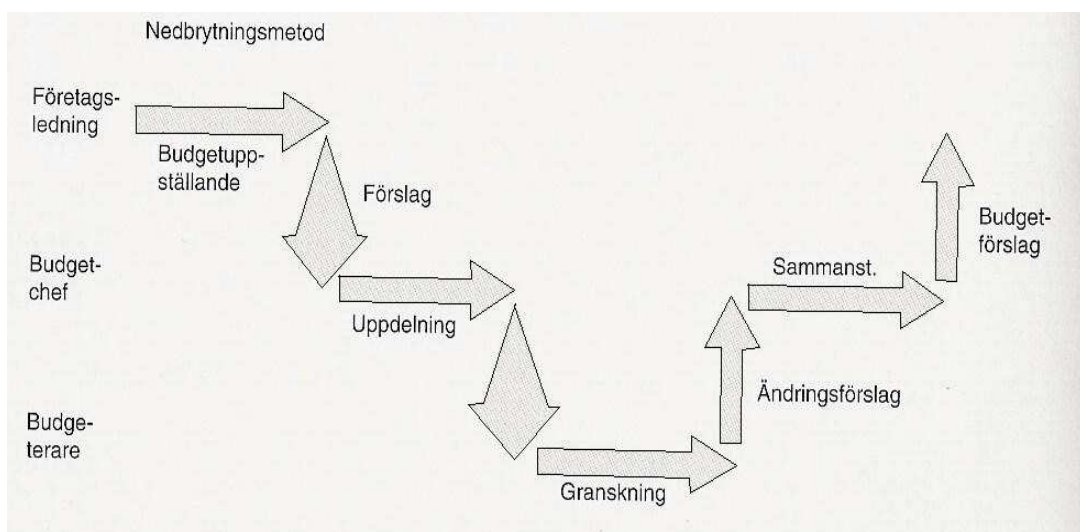 Nedbrytningsmetod
Företags-
ledning
Budgetupp-
ställande
Förslag
Budget-
förslag
Budget-
chef
Sammanst.
Uppdelning
Ändringsförslag
Budge-
terare
Granskning